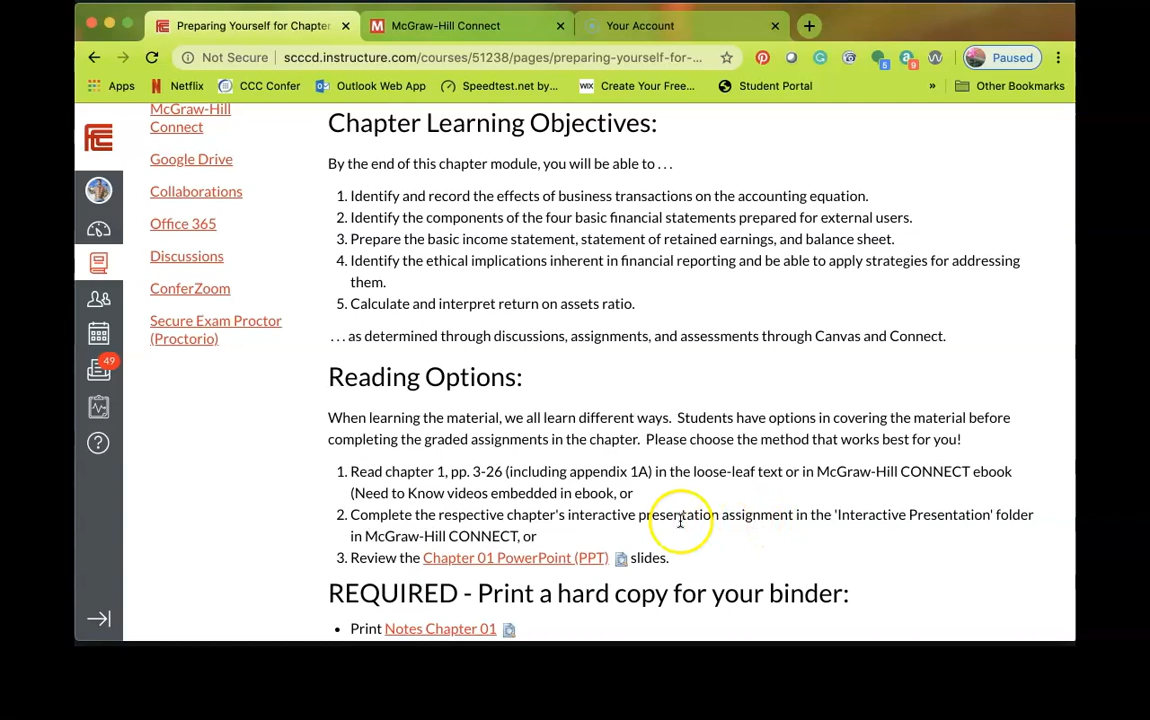 Preparing Yourself for Chapter
McGraw-Hill Connect
Your Account
Not Secure
scccd.instructure.com/courses/51238/pages/preparing-yourself-for-...
5
9
Paused
Apps
Netflix
CCC Confer
Outlook Web App
Speedtest.net by...
WIX Create Your Free...
Student Portal
»
Other Bookmarks
McGraw-Hill
Connect
Google Drive
Collaborations
Office 365
Discussions
ConferZoom
Secure Exam Proctor
(Proctorio)
49
Chapter Learning Objectives:
By the end of this chapter module, you will be able to . . .
1. Identify and record the effects of business transactions on the accounting equation.
2. Identify the components of the four basic financial statements prepared for external users.
3. Prepare the basic income statement, statement of retained earnings, and balance sheet.
4. Identify the ethical implications inherent in financial reporting and be able to apply strategies for addressing
them.
5. Calculate and interpret return on assets ratio.
. . . as determined through discussions, assignments, and assessments through Canvas and Connect.
Reading Options:
When learning the material, we all learn different ways. Students have options in covering the material before
completing the graded assignments in the chapter. Please choose the method that works best for you!
1. Read chapter 1, pp. 3-26 (including appendix 1A) in the loose-leaf text or in McGraw-Hill CONNECT ebook
(Need to Know videos embedded in ebook, or
2. Complete the respective chapter's interactive presentation assignment in the 'Interactive Presentation' folder
in McGraw-Hill CONNECT, or
3. Review the Chapter 01 PowerPoint (PPT) slides.
REQUIRED - Print a hard copy for your binder:
• Print Notes Chapter 01